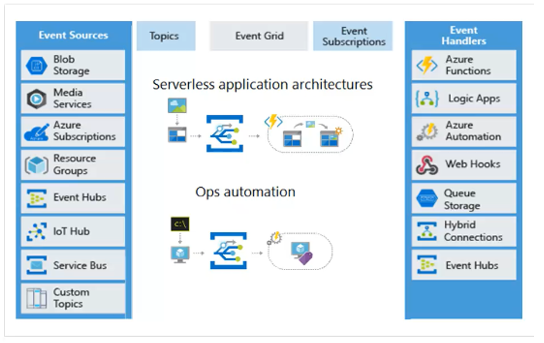 Event Sources
Topics
Event Grid
Event
Subscriptions
Event
Handlers
Blob
Storage
Media
Services
Azure
Subscriptions
Resource
Groups
Event Hubs
IoT Hub
Service Bus
Custom
Topics
Serverless application architectures
Ops automation
C:\
Azure
Functions
Logic Apps
Azure
Automation
Web Hooks
Queue
Storage
Hybrid
Connections
Event Hubs